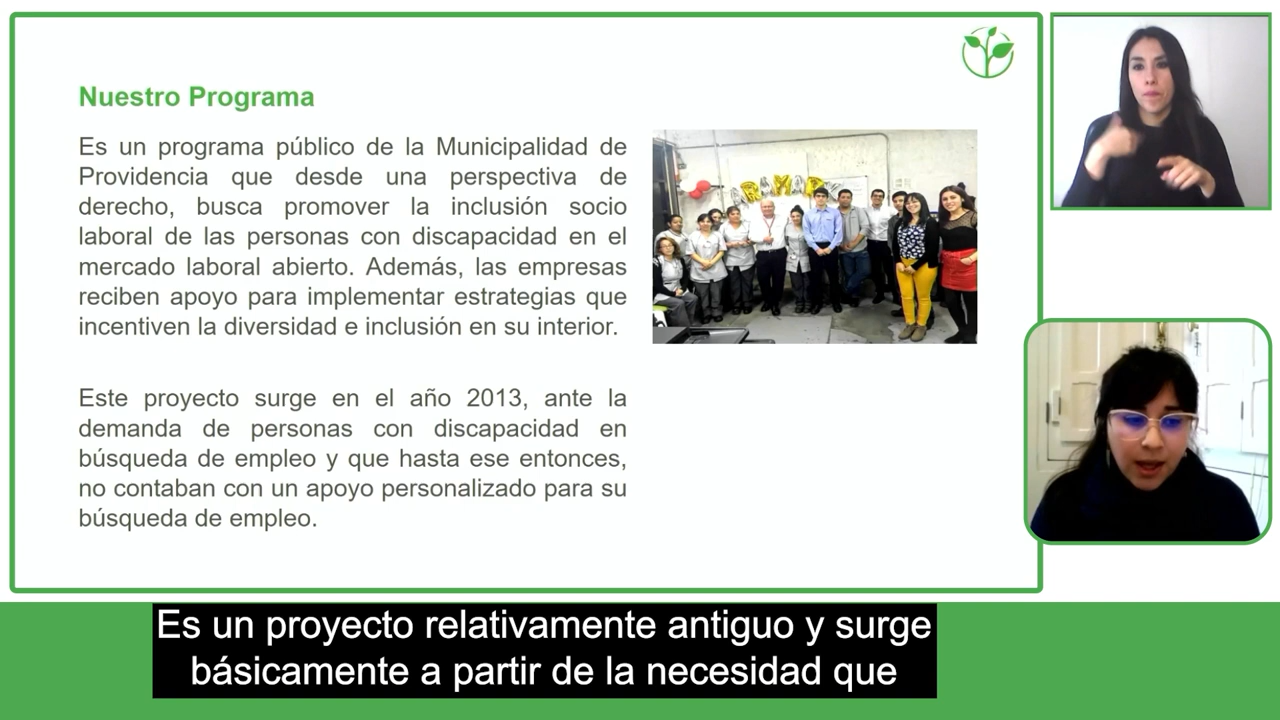 Nuestro Programa
Es un programa público de la Municipalidad de
Providencia que desde una perspectiva de
derecho, busca promover la inclusión socio
laboral de las personas con discapacidad en el
mercado laboral abierto. Además, las empresas
reciben apoyo para implementar estrategias que
incentiven la diversidad e inclusión en su interior.
Este proyecto surge en el año 2013, ante la
demanda de personas con discapacidad en
búsqueda de empleo y que hasta ese entonces,
no contaban con un apoyo personalizado para su
búsqueda de empleo.
Es un proyecto relativamente antiguo y surge
básicamente a partir de la necesidad que